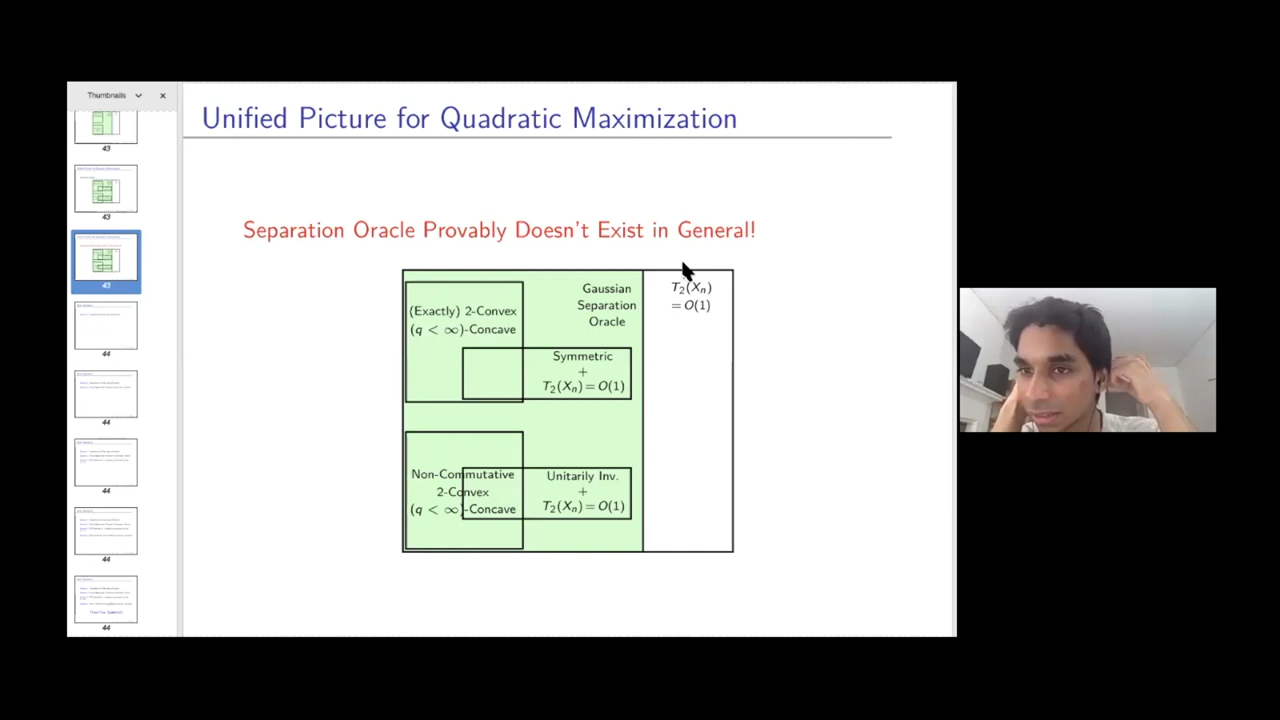 Thumbnails
43
43
43
44
44
44
44
44
Unified Picture for Quadratic Maximization
Separation Oracle Provably Doesn't Exist in General!
(Exactly) 2-Convex
(q < ∞)-Concave
Gaussian
Separation
Oracle
T₂(Xₙ)
= O(1)
Symmetric
+
T₂(Xₙ) = O(1)
Non-Commutative
2-Convex
(q < ∞)-Concave
Unitarily Inv.
+
T₂(Xₙ) = O(1)